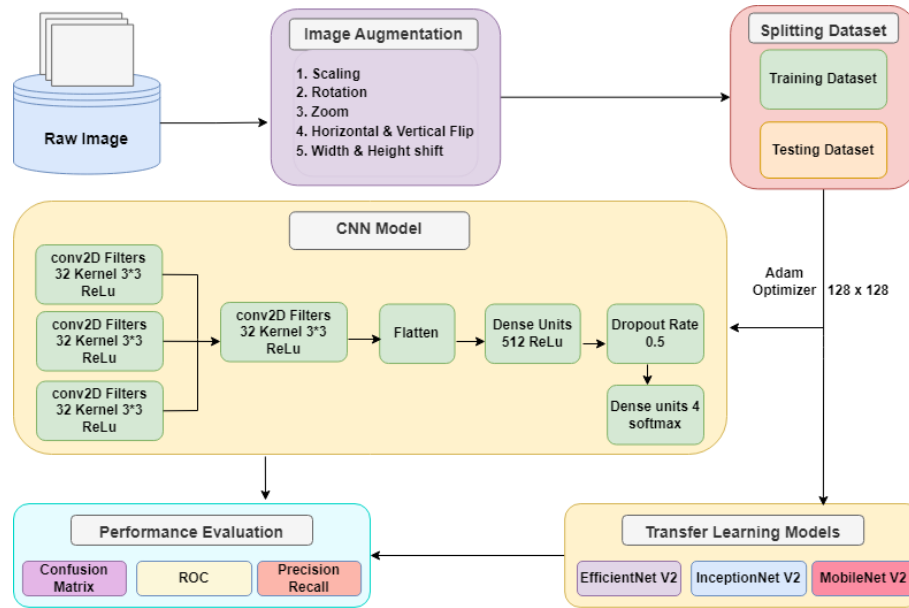 Raw Image
Image Augmentation
1. Scaling
2. Rotation
3. Zoom
4. Horizontal & Vertical Flip
5. Width & Height shift
Splitting Dataset
Training Dataset
Testing Dataset
CNN Model
conv2D Filters
32 Kernel 3*3
ReLu
conv2D Filters
32 Kernel 3*3
ReLu
conv2D Filters
32 Kernel 3*3
ReLu
conv2D Filters
32 Kernel 3*3
ReLu
Flatten
Dense Units
512 ReLu
Dropout Rate
0.5
Dense units 4
softmax
Adam
Optimizer
128 x 128
Performance Evaluation
Confusion
Matrix
ROC
Precision
Recall
Transfer Learning Models
EfficientNet V2
InceptionNet V2
MobileNet V2